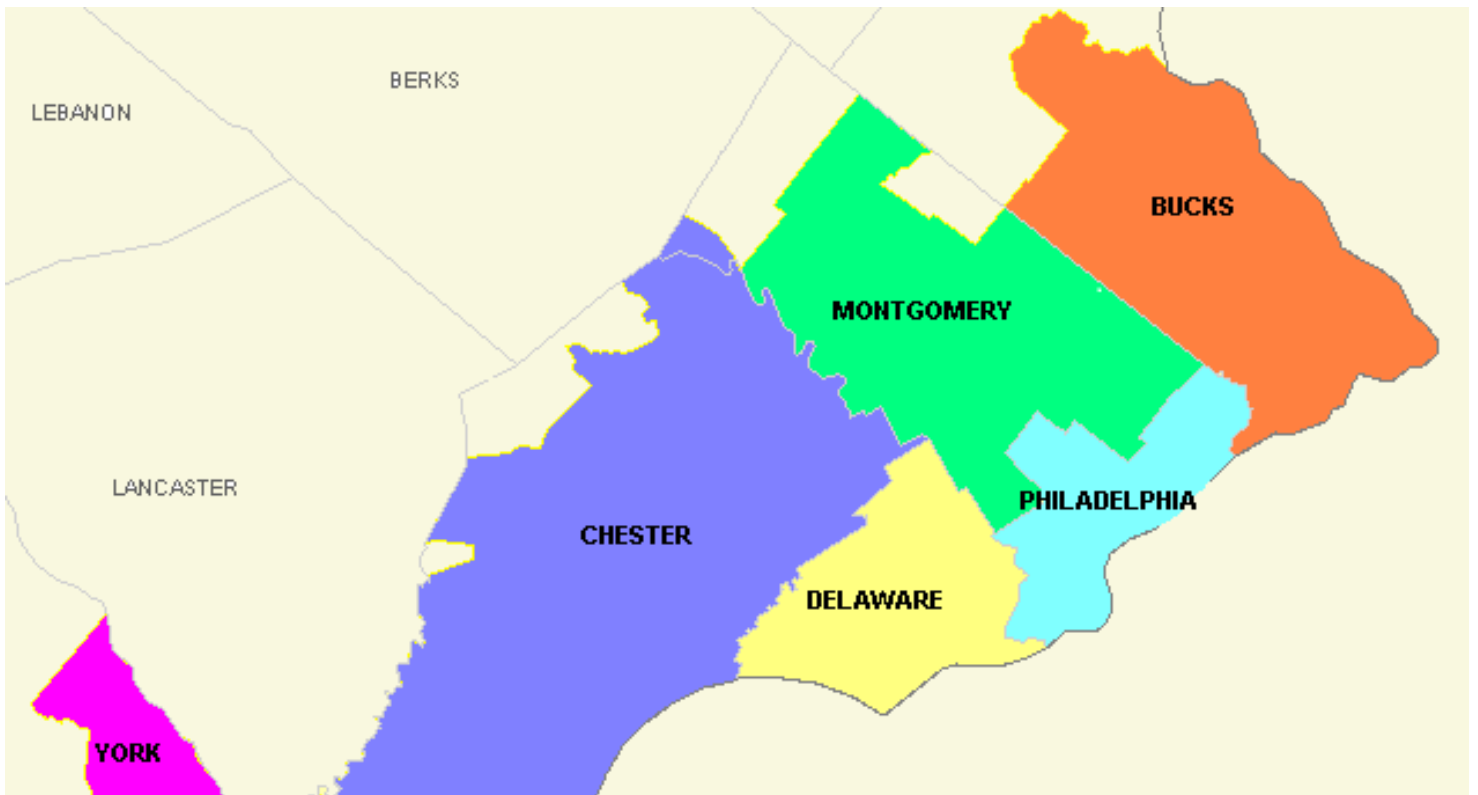 BERKS
LEBANON
BUCKS
MONTGOMERY
LANCASTER
PHILADELPHIA
CHESTER
DELAWARE
YORK